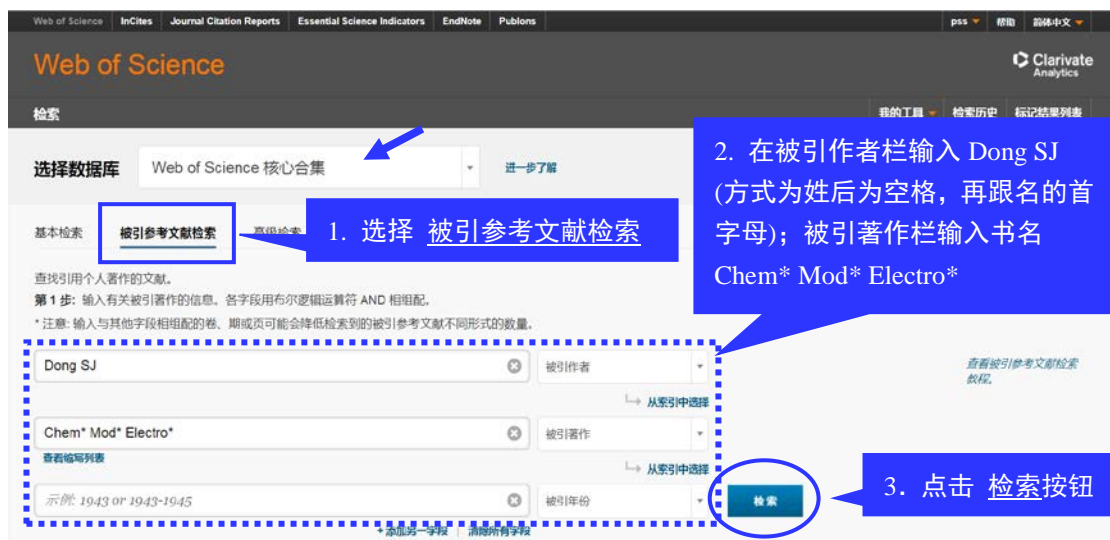 Web of Science InCites Journal Citation Reports Essential Science Indicators EndNote Publons pss 帮助 简体中文
Web of Science
Clarivate
Analytics
检索 我的工具 检索历史 标记结果列表
选择数据库 Web of Science 核心合集 进一步了解
2. 在被引作者栏输入 Dong SJ
(方式为姓后为空格，再跟名的首
字母)；被引著作栏输入书名
Chem* Mod* Electro*
基本检索 被引参考文献检索 高级检索
1. 选择 被引参考文献检索
查找引用个人著作的文献。
第 1 步: 输入有关被引著作的信息。各字段用布尔逻辑运算符 AND 相组配。
* 注意: 输入与其他字段相组配的卷、期或页可能会降低检索到的被引参考文献不同形式的数量。
Dong SJ 被引作者
从索引中选择
查看被引参考文献检索
教程。
Chem* Mod* Electro* 被引著作
查看缩写列表
从索引中选择
示例: 1943 or 1943-1945 被引年份 检索
3. 点击 检索按钮
+ 添加另一字段 | 清除所有字段